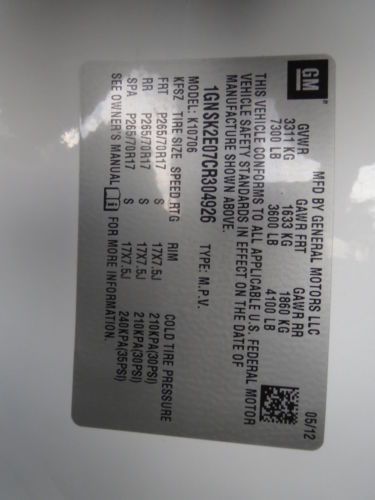 GM
MFD BY GENERAL MOTORS LLC 05/12
GVWR GAWR FRT GAWR RR
3311 KG 1633 KG 1860 KG
7300 LB 3600 LB 4100 LB
THIS VEHICLE CONFORMS TO ALL APPLICABLE U.S. FEDERAL MOTOR
VEHICLE SAFETY STANDARDS IN EFFECT ON THE DATE OF
MANUFACTURE SHOWN ABOVE.
1GNSK2E07CR304926 TYPE: M.P.V.
MODEL: K10706
KFSZ TIRE SIZE SPEED RTG RIM COLD TIRE PRESSURE
FRT P265/70R17 S 17X7.5J 210KPA(30PSI)
RR P265/70R17 S 17X7.5J 210KPA(30PSI)
SPA P265/70R17 S 17X7.5J 240KPA(35PSI)
SEE OWNER'S MANUAL FOR MORE INFORMATION.